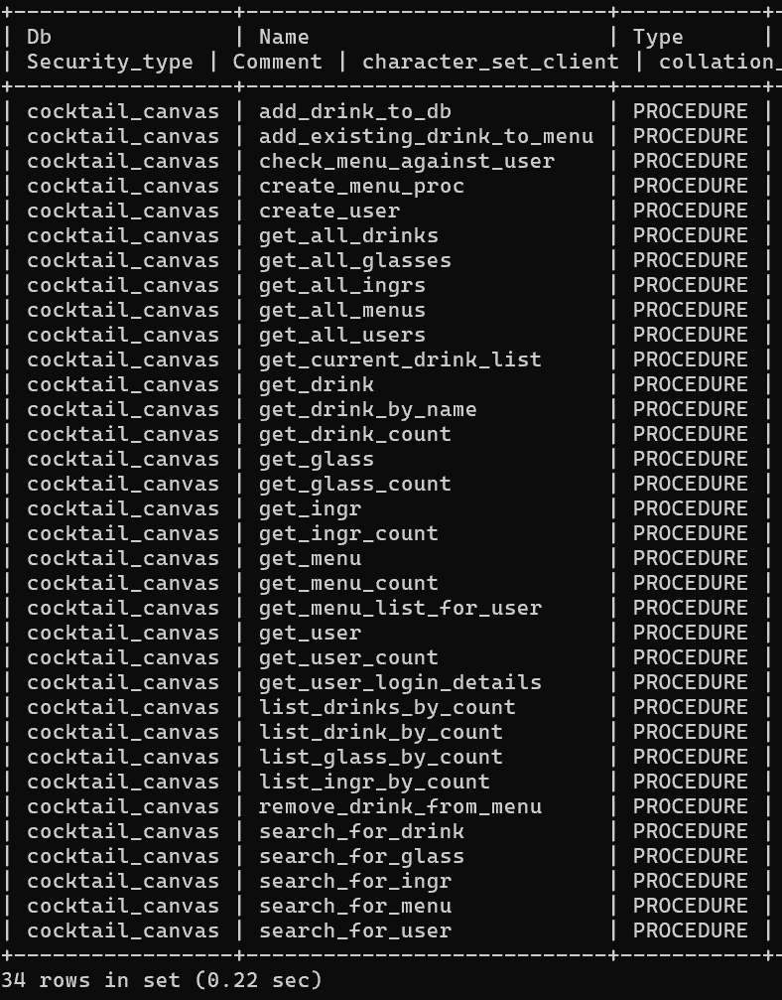 +-----------------+----------------------------+-----------+
| Db | Name | Type |
| Security_type | Comment | character_set_client | collation_
+-----------------+----------------------------+-----------+
| cocktail_canvas | add_drink_to_db | PROCEDURE |
| cocktail_canvas | add_existing_drink_to_menu | PROCEDURE |
| cocktail_canvas | check_menu_against_user | PROCEDURE |
| cocktail_canvas | create_menu_proc | PROCEDURE |
| cocktail_canvas | create_user | PROCEDURE |
| cocktail_canvas | get_all_drinks | PROCEDURE |
| cocktail_canvas | get_all_glasses | PROCEDURE |
| cocktail_canvas | get_all_ingrs | PROCEDURE |
| cocktail_canvas | get_all_menus | PROCEDURE |
| cocktail_canvas | get_all_users | PROCEDURE |
| cocktail_canvas | get_current_drink_list | PROCEDURE |
| cocktail_canvas | get_drink | PROCEDURE |
| cocktail_canvas | get_drink_by_name | PROCEDURE |
| cocktail_canvas | get_drink_count | PROCEDURE |
| cocktail_canvas | get_glass | PROCEDURE |
| cocktail_canvas | get_glass_count | PROCEDURE |
| cocktail_canvas | get_ingr | PROCEDURE |
| cocktail_canvas | get_ingr_count | PROCEDURE |
| cocktail_canvas | get_menu | PROCEDURE |
| cocktail_canvas | get_menu_count | PROCEDURE |
| cocktail_canvas | get_menu_list_for_user | PROCEDURE |
| cocktail_canvas | get_user | PROCEDURE |
| cocktail_canvas | get_user_count | PROCEDURE |
| cocktail_canvas | get_user_login_details | PROCEDURE |
| cocktail_canvas | list_drinks_by_count | PROCEDURE |
| cocktail_canvas | list_drink_by_count | PROCEDURE |
| cocktail_canvas | list_glass_by_count | PROCEDURE |
| cocktail_canvas | list_ingr_by_count | PROCEDURE |
| cocktail_canvas | remove_drink_from_menu | PROCEDURE |
| cocktail_canvas | search_for_drink | PROCEDURE |
| cocktail_canvas | search_for_glass | PROCEDURE |
| cocktail_canvas | search_for_ingr | PROCEDURE |
| cocktail_canvas | search_for_menu | PROCEDURE |
| cocktail_canvas | search_for_user | PROCEDURE |
+-----------------+----------------------------+-----------+
34 rows in set (0.22 sec)